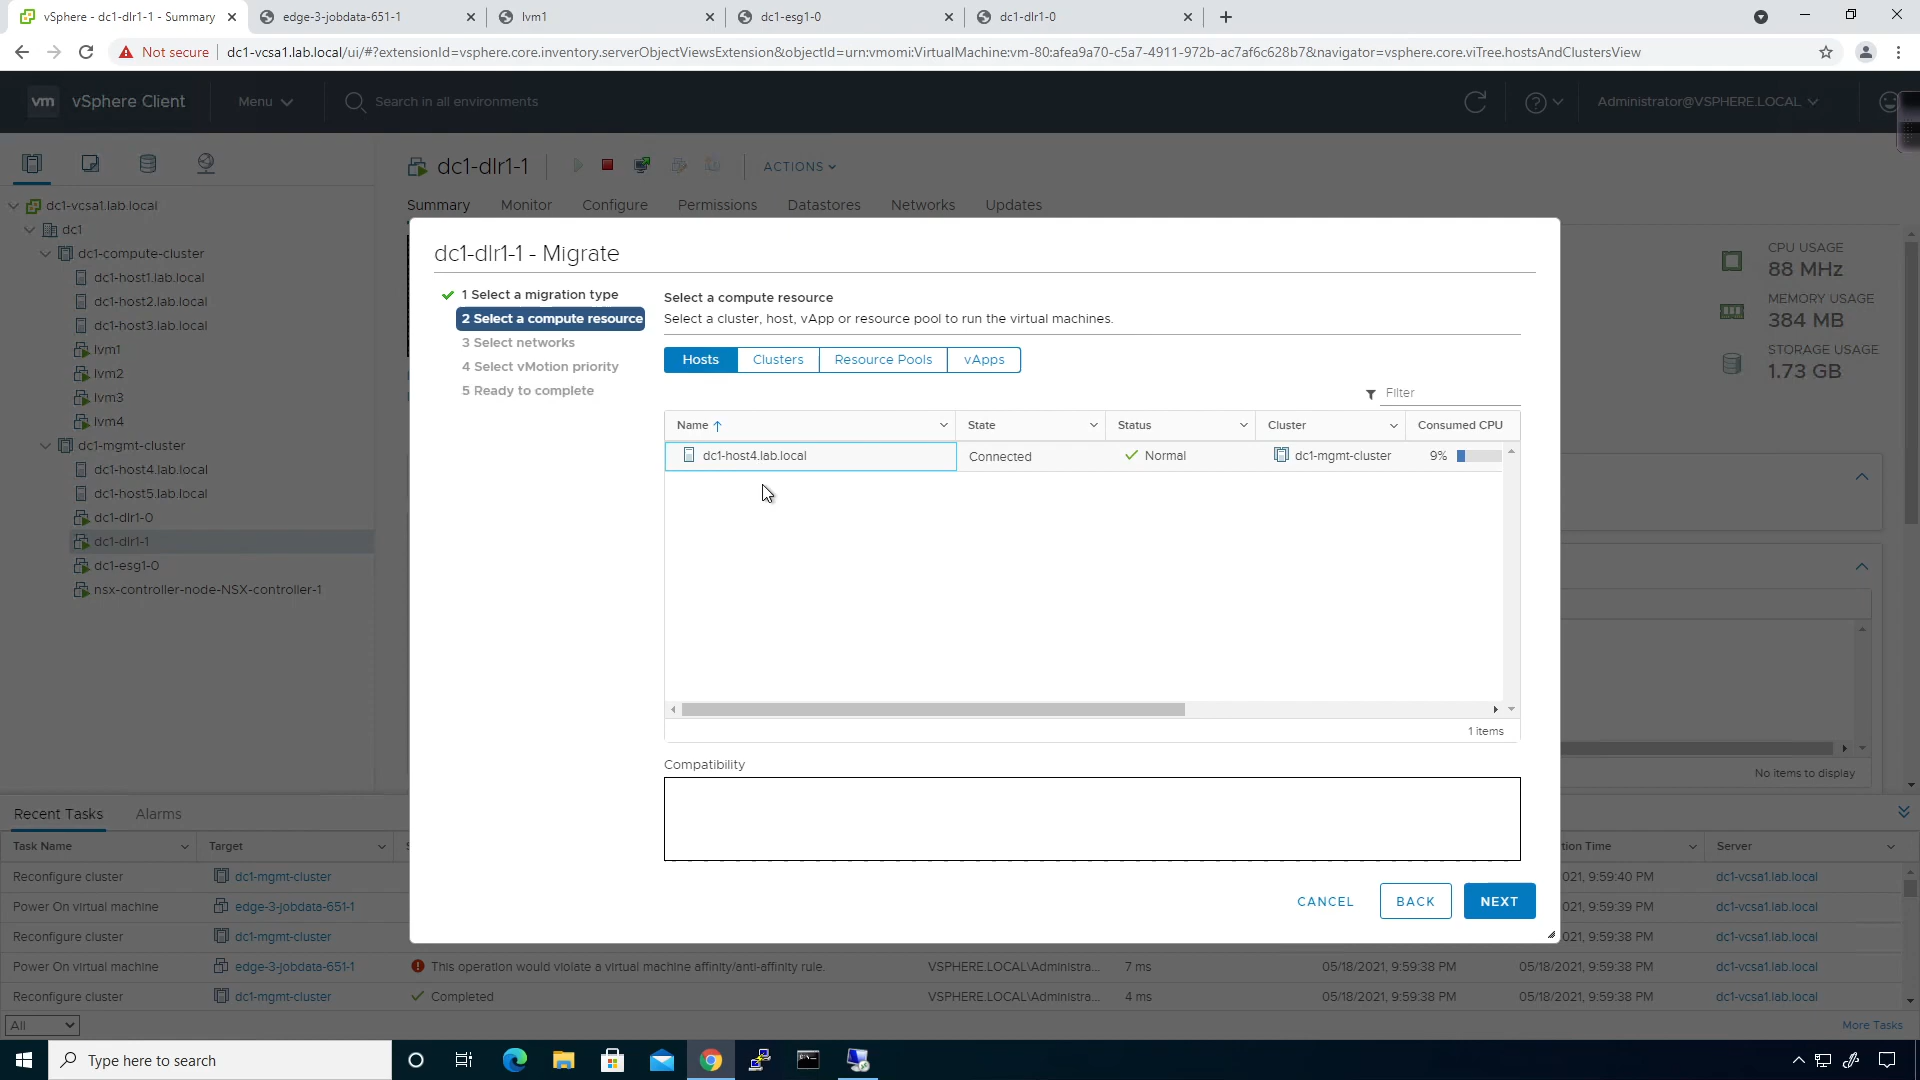 vSphere - dc1-dlr1-1 - Summary
edge-3-jobdata-651-1
lvm1
dc1-esg1-0
dc1-dlr1-0
Not secure
dc1-vcsa1.lab.local/ui/#?extensionId=vsphere.core.inventory.serverObjectViewsExtension&objectId=urn:vmomi:VirtualMachine:vm-80:afea9a70-c5a7-4911-972b-ac7af6c628b7&navigator=vsphere.core.viTree.hostsAndClustersView
vm vSphere Client
Menu
Search in all environments
Administrator@VSPHERE.LOCAL
dc1-dlr1-1
ACTIONS
Summary
Monitor
Configure
Permissions
Datastores
Networks
Updates
dc1-vcsa1.lab.local
dc1
dc1-compute-cluster
dc1-host1.lab.local
dc1-host2.lab.local
dc1-host3.lab.local
lvm1
lvm2
lvm3
lvm4
dc1-mgmt-cluster
dc1-host4.lab.local
dc1-host5.lab.local
dc1-dlr1-0
dc1-dlr1-1
dc1-esg1-0
nsx-controller-node-NSX-controller-1
CPU USAGE
88 MHz
MEMORY USAGE
384 MB
STORAGE USAGE
1.73 GB
No items to display
dc1-dlr1-1 - Migrate
1 Select a migration type
2 Select a compute resource
3 Select networks
4 Select vMotion priority
5 Ready to complete
Select a compute resource
Select a cluster, host, vApp or resource pool to run the virtual machines.
Hosts
Clusters
Resource Pools
vApps
Filter
Name
State
Status
Cluster
Consumed CPU
dc1-host4.lab.local
Connected
Normal
dc1-mgmt-cluster
9%
1 items
Compatibility
CANCEL
BACK
NEXT
Recent Tasks
Alarms
Task Name
Target
tion Time
Server
Reconfigure cluster dc1-mgmt-cluster 021, 9:59:40 PM dc1-vcsa1.lab.local
Power On virtual machine edge-3-jobdata-651-1 021, 9:59:39 PM dc1-vcsa1.lab.local
Reconfigure cluster dc1-mgmt-cluster 021, 9:59:38 PM dc1-vcsa1.lab.local
Power On virtual machine edge-3-jobdata-651-1 This operation would violate a virtual machine affinity/anti-affinity rule. VSPHERE.LOCAL\Administra... 7 ms 05/18/2021, 9:59:38 PM 05/18/2021, 9:59:38 PM dc1-vcsa1.lab.local
Reconfigure cluster dc1-mgmt-cluster Completed VSPHERE.LOCAL\Administra... 4 ms 05/18/2021, 9:59:38 PM 05/18/2021, 9:59:38 PM dc1-vcsa1.lab.local
All
More Tasks
Type here to search